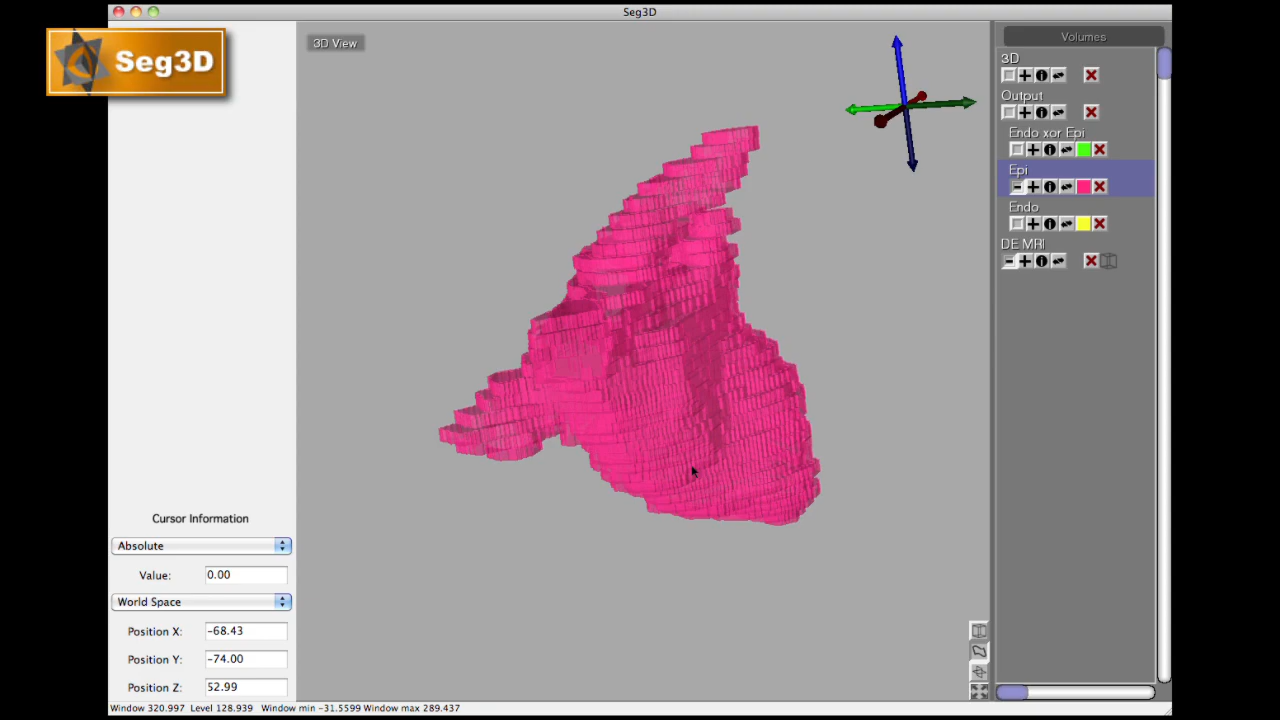 Seg3D
Seg3D
3D View
Volumes
3D
Output
Endo xor Epi
Epi
Endo
DE MRI
Cursor Information
Absolute
Value: 0.00
World Space
Position X: -68.43
Position Y: -74.00
Position Z: 52.99
Window 320.997 Level 128.939 Window min -31.5599 Window max 289.437